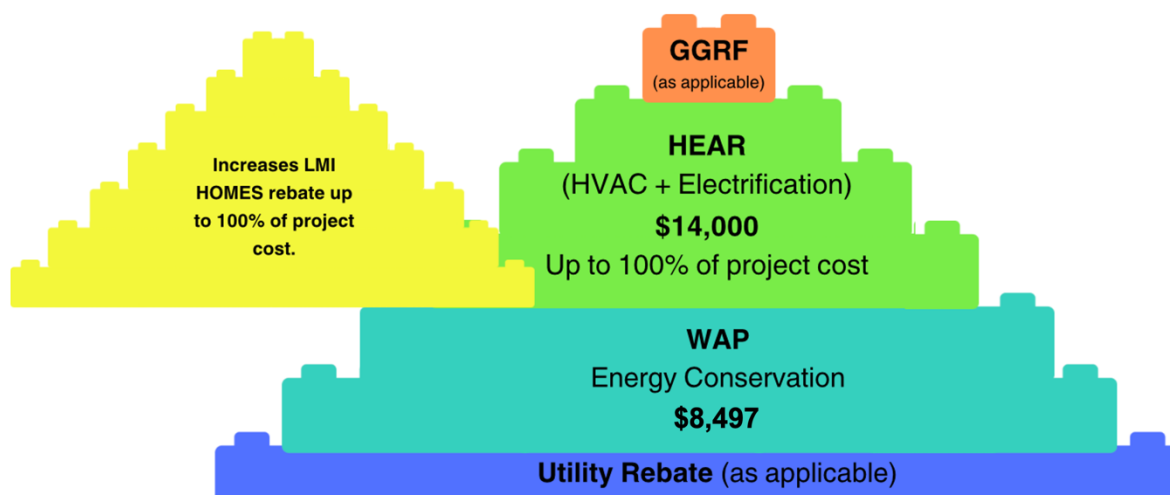 GGRF
(as applicable)
HEAR
(HVAC + Electrification)
$14,000
Up to 100% of project cost
Increases LMI
HOMES rebate up
to 100% of project
cost.
WAP
Energy Conservation
$8,497
Utility Rebate (as applicable)